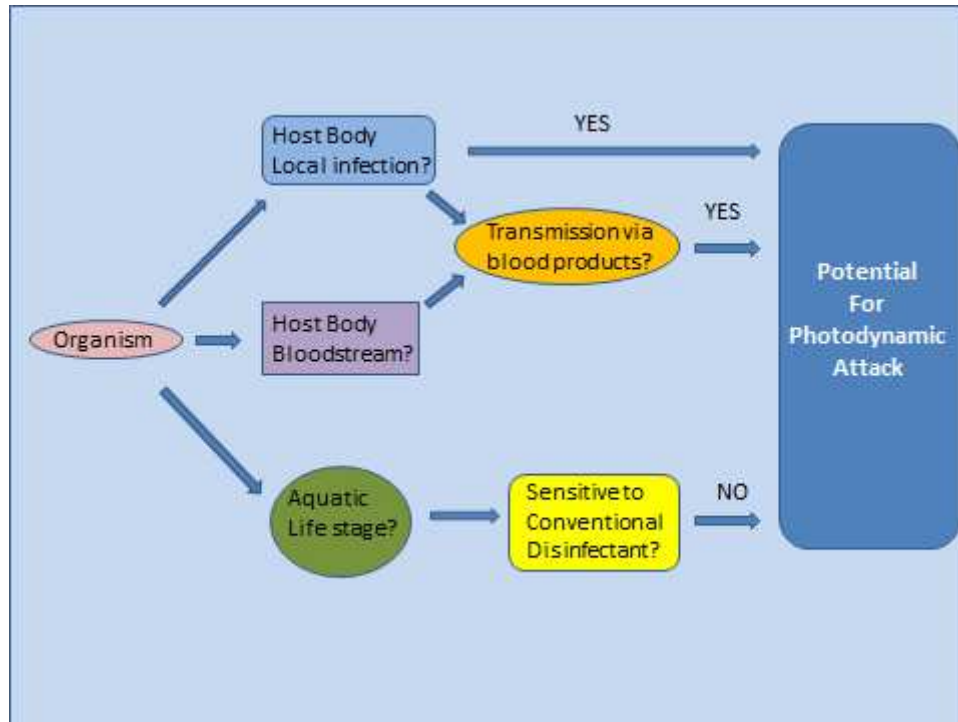 Host Body
Local infection?
YES
Transmission via
blood products?
YES
Potential
For
Photodynamic
Attack
Organism
Host Body
Bloodstream?
Aquatic
Life stage?
Sensitive to
Conventional
Disinfectant?
NO